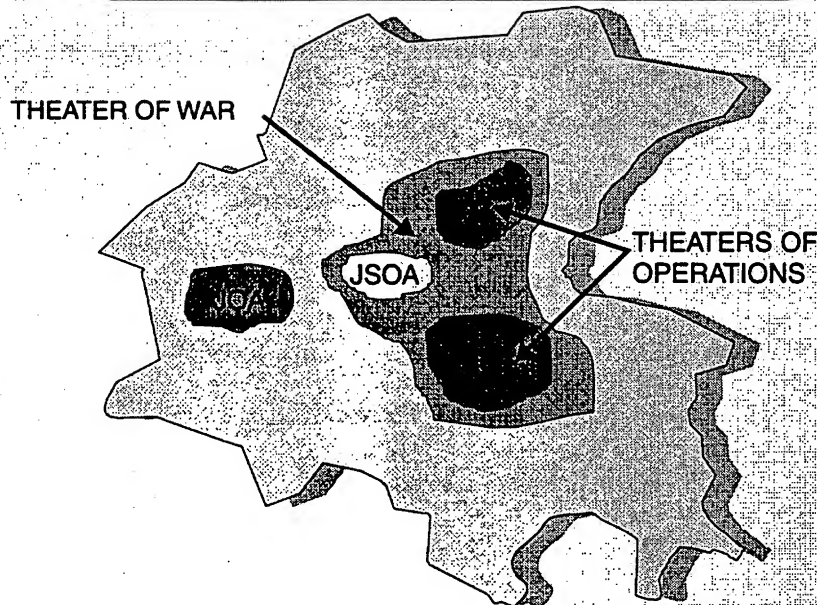 THEATER OF WAR
JSOA
THEATERS OF
OPERATIONS
JOA